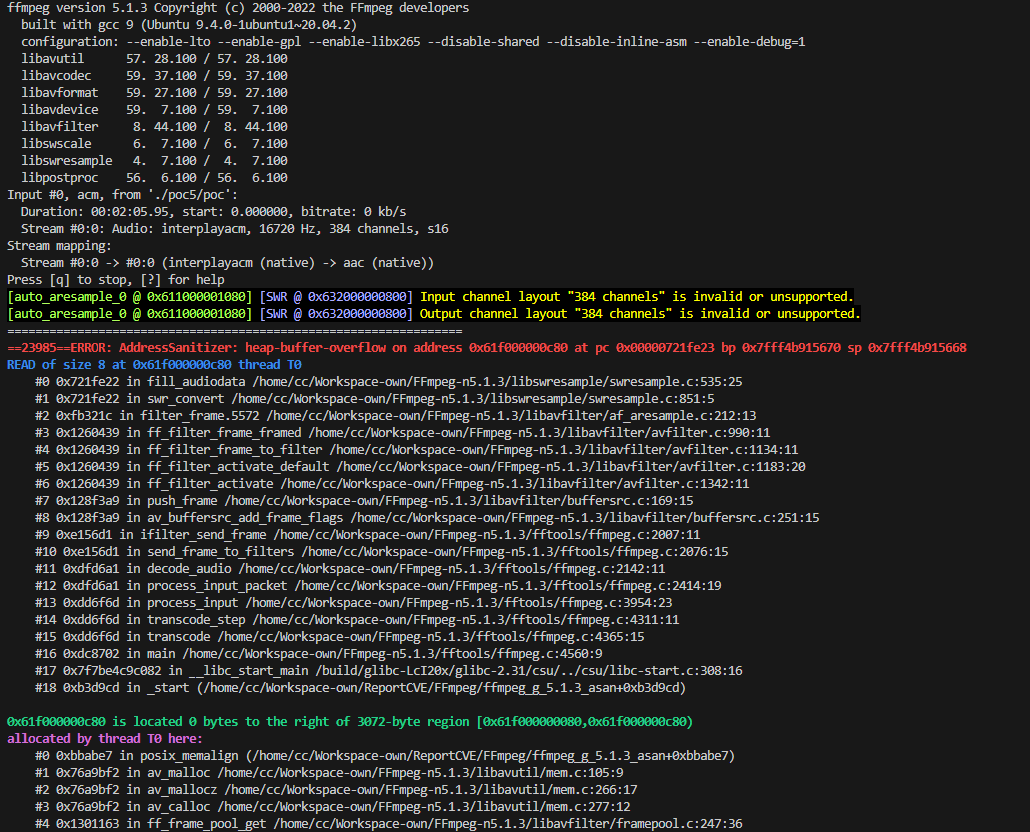 ffmpeg version 5.1.3 Copyright (c) 2000-2022 the FFmpeg developers
  built with gcc 9 (Ubuntu 9.4.0-1ubuntu1~20.04.2)
  configuration: --enable-lto --enable-gpl --enable-libx265 --disable-shared --disable-inline-asm --enable-debug=1
  libavutil      57. 28.100 / 57. 28.100
  libavcodec     59. 37.100 / 59. 37.100
  libavformat    59. 27.100 / 59. 27.100
  libavdevice    59.  7.100 / 59.  7.100
  libavfilter     8. 44.100 /  8. 44.100
  libswscale      6.  7.100 /  6.  7.100
  libswresample   4.  7.100 /  4.  7.100
  libpostproc    56.  6.100 / 56.  6.100
Input #0, acm, from './poc5/poc':
  Duration: 00:02:05.95, start: 0.000000, bitrate: 0 kb/s
  Stream #0:0: Audio: interplayacm, 16720 Hz, 384 channels, s16
Stream mapping:
  Stream #0:0 -> #0:0 (interplayacm (native) -> aac (native))
Press [q] to stop, [?] for help
[auto_aresample_0 @ 0x611000001080] [SWR @ 0x632000000800] Input channel layout "384 channels" is invalid or unsupported.
[auto_aresample_0 @ 0x611000001080] [SWR @ 0x632000000800] Output channel layout "384 channels" is invalid or unsupported.
=================================================================
==23985==ERROR: AddressSanitizer: heap-buffer-overflow on address 0x61f000000c80 at pc 0x00000721fe23 bp 0x7fff4b915670 sp 0x7fff4b915668
READ of size 8 at 0x61f000000c80 thread T0
    #0 0x721fe22 in fill_audiodata /home/cc/Workspace-own/FFmpeg-n5.1.3/libswresample/swresample.c:535:25
    #1 0x721fe22 in swr_convert /home/cc/Workspace-own/FFmpeg-n5.1.3/libswresample/swresample.c:851:5
    #2 0xfb321c in filter_frame.5572 /home/cc/Workspace-own/FFmpeg-n5.1.3/libavfilter/af_aresample.c:212:13
    #3 0x1260439 in ff_filter_frame_framed /home/cc/Workspace-own/FFmpeg-n5.1.3/libavfilter/avfilter.c:990:11
    #4 0x1260439 in ff_filter_frame_to_filter /home/cc/Workspace-own/FFmpeg-n5.1.3/libavfilter/avfilter.c:1134:11
    #5 0x1260439 in ff_filter_activate_default /home/cc/Workspace-own/FFmpeg-n5.1.3/libavfilter/avfilter.c:1183:20
    #6 0x1260439 in ff_filter_activate /home/cc/Workspace-own/FFmpeg-n5.1.3/libavfilter/avfilter.c:1342:11
    #7 0x128f3a9 in push_frame /home/cc/Workspace-own/FFmpeg-n5.1.3/libavfilter/buffersrc.c:169:15
    #8 0x128f3a9 in av_buffersrc_add_frame_flags /home/cc/Workspace-own/FFmpeg-n5.1.3/libavfilter/buffersrc.c:251:15
    #9 0xe156d1 in ifilter_send_frame /home/cc/Workspace-own/FFmpeg-n5.1.3/fftools/ffmpeg.c:2007:11
    #10 0xe156d1 in send_frame_to_filters /home/cc/Workspace-own/FFmpeg-n5.1.3/fftools/ffmpeg.c:2076:15
    #11 0xdfd6a1 in decode_audio /home/cc/Workspace-own/FFmpeg-n5.1.3/fftools/ffmpeg.c:2142:11
    #12 0xdfd6a1 in process_input_packet /home/cc/Workspace-own/FFmpeg-n5.1.3/fftools/ffmpeg.c:2414:19
    #13 0xdd6f6d in process_input /home/cc/Workspace-own/FFmpeg-n5.1.3/fftools/ffmpeg.c:3954:23
    #14 0xdd6f6d in transcode_step /home/cc/Workspace-own/FFmpeg-n5.1.3/fftools/ffmpeg.c:4311:11
    #15 0xdd6f6d in transcode /home/cc/Workspace-own/FFmpeg-n5.1.3/fftools/ffmpeg.c:4365:15
    #16 0xdc8702 in main /home/cc/Workspace-own/FFmpeg-n5.1.3/fftools/ffmpeg.c:4560:9
    #17 0x7f7be4c9c082 in __libc_start_main /build/glibc-LcI20x/glibc-2.31/csu/../csu/libc-start.c:308:16
    #18 0xb3d9cd in _start (/home/cc/Workspace-own/ReportCVE/FFmpeg/ffmpeg_g_5.1.3_asan+0xb3d9cd)

0x61f000000c80 is located 0 bytes to the right of 3072-byte region [0x61f000000080,0x61f000000c80)
allocated by thread T0 here:
    #0 0xbbabe7 in posix_memalign (/home/cc/Workspace-own/ReportCVE/FFmpeg/ffmpeg_g_5.1.3_asan+0xbbabe7)
    #1 0x76a9bf2 in av_malloc /home/cc/Workspace-own/FFmpeg-n5.1.3/libavutil/mem.c:105:9
    #2 0x76a9bf2 in av_mallocz /home/cc/Workspace-own/FFmpeg-n5.1.3/libavutil/mem.c:266:17
    #3 0x76a9bf2 in av_calloc /home/cc/Workspace-own/FFmpeg-n5.1.3/libavutil/mem.c:277:12
    #4 0x1301163 in ff_frame_pool_get /home/cc/Workspace-own/FFmpeg-n5.1.3/libavfilter/framepool.c:247:36